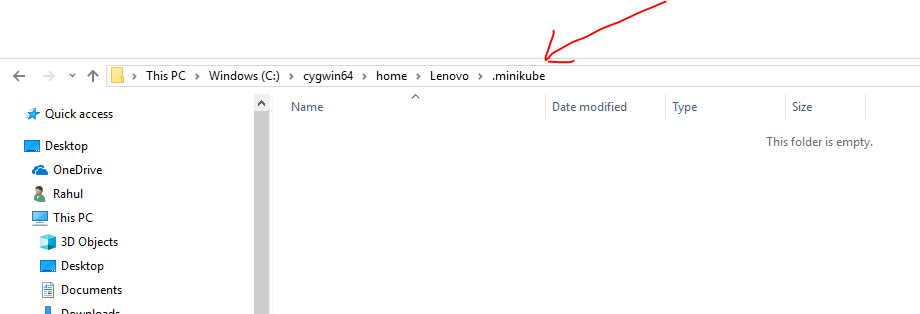 This PC > Windows (C:) > cygwin64 > home > Lenovo > .minikube
Name Date modified Type Size
This folder is empty.
Quick access
Desktop
OneDrive
Rahul
This PC
3D Objects
Desktop
Documents
Downloads